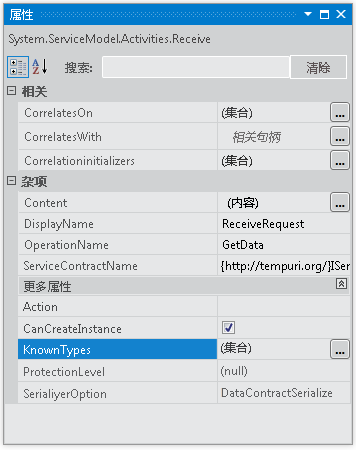 属性
System.ServiceModel.Activities.Receive
A Z 搜索: 清除
相关
CorrelatesOn (集合) ...
CorrelatesWith 相关句柄 ...
Correlationinitializers (集合) ...
杂项
Content (内容) ...
DisplayName ReceiveRequest
OperationName GetData
ServiceContractName {http://tempuri.org/}ISer
更多属性
Action
CanCreateInstance
KnownTypes (集合) ...
ProtectionLevel (null)
SerialiyerOption DataContractSerialize